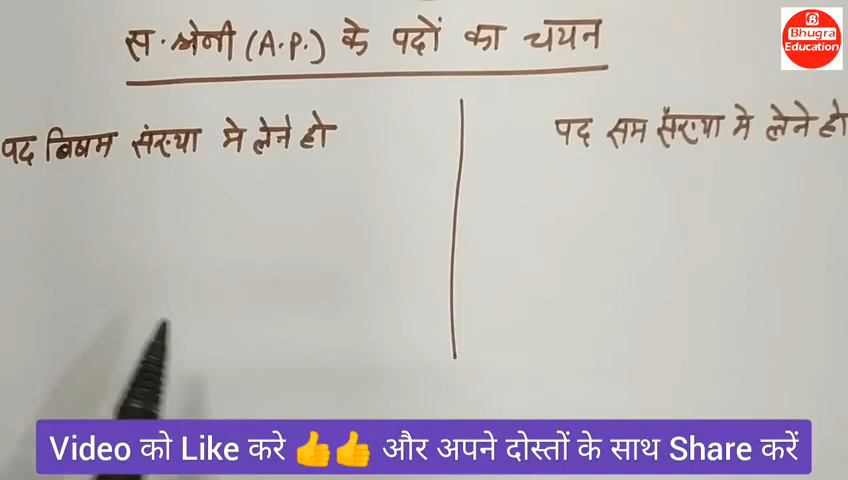 स.श्रेनी (A.P.) के पदों का चयन
Bhugra
Education
पद बिषम संख्या मे लेने हो
पद सम संख्या मे लेने हो
Video को Like करे 👍👍 और अपने दोस्तों के साथ Share करें